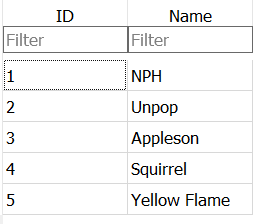 ID Name
Filter Filter
1 NPH
2 Unpop
3 Appleson
4 Squirrel
5 Yellow Flame